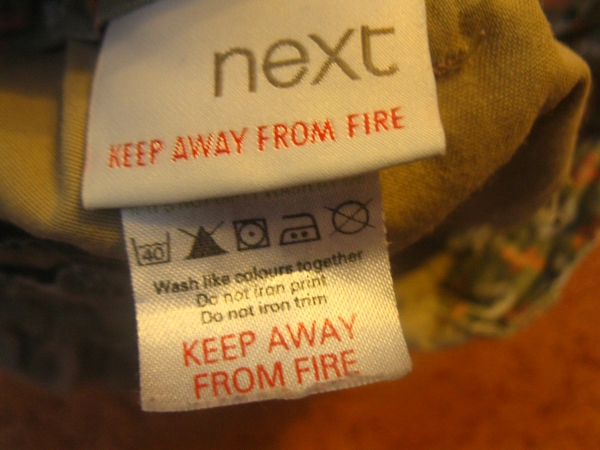 next
KEEP AWAY FROM FIRE
40
Wash like colours together
Do not iron print
Do not iron trim
KEEP AWAY
FROM FIRE